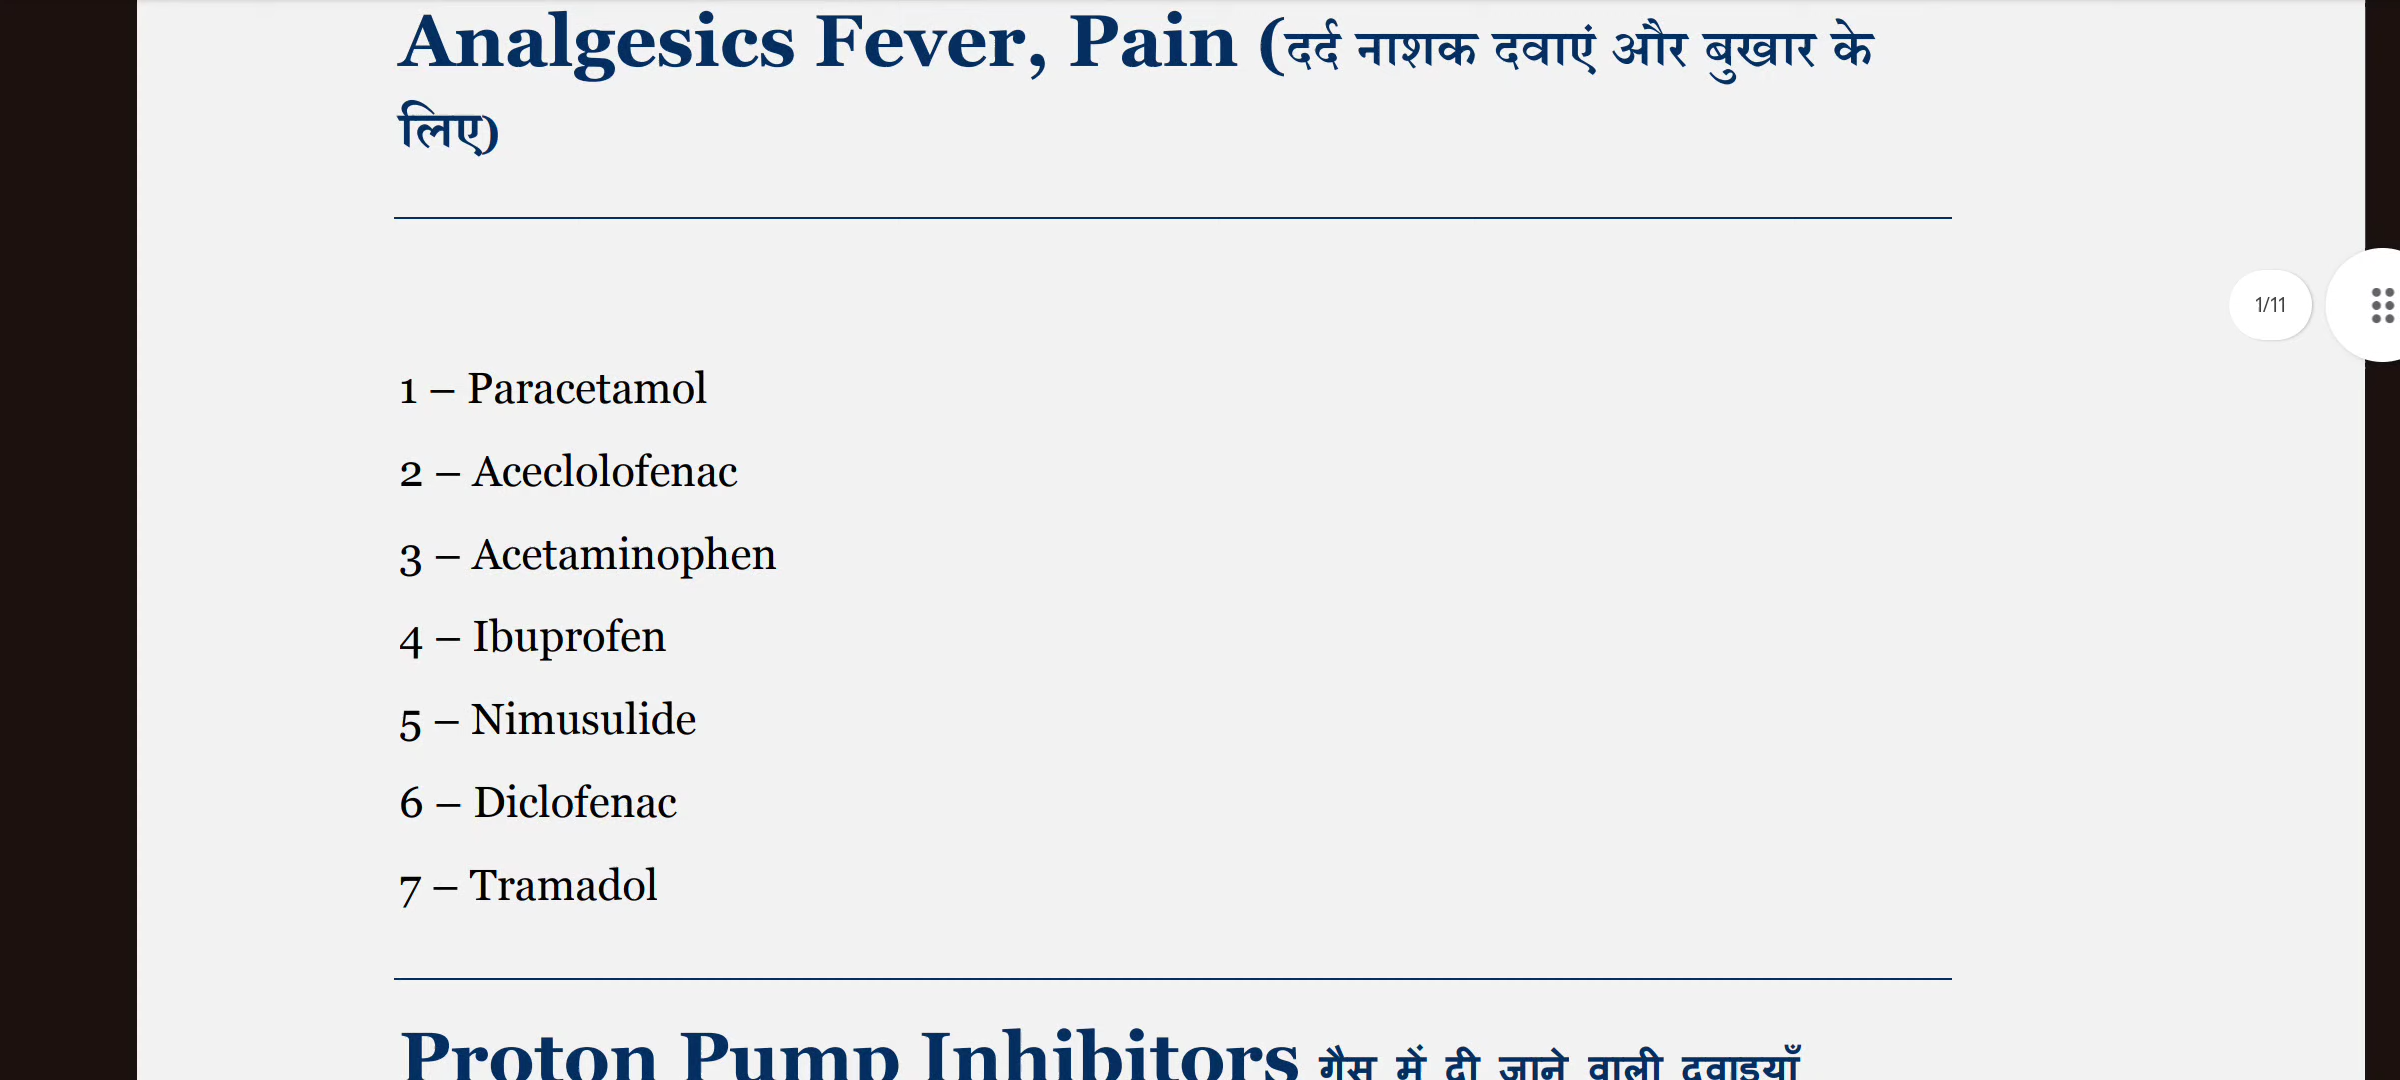 Analgesics Fever, Pain (दर्द नाशक दवाएं और बुखार के
लिए)
1/11
1 – Paracetamol
2 – Aceclolofenac
3 – Acetaminophen
4 – Ibuprofen
5 – Nimusulide
6 – Diclofenac
7 – Tramadol
Proton Pump Inhibitors गैस में दी जाने वाली दवाइयाँ